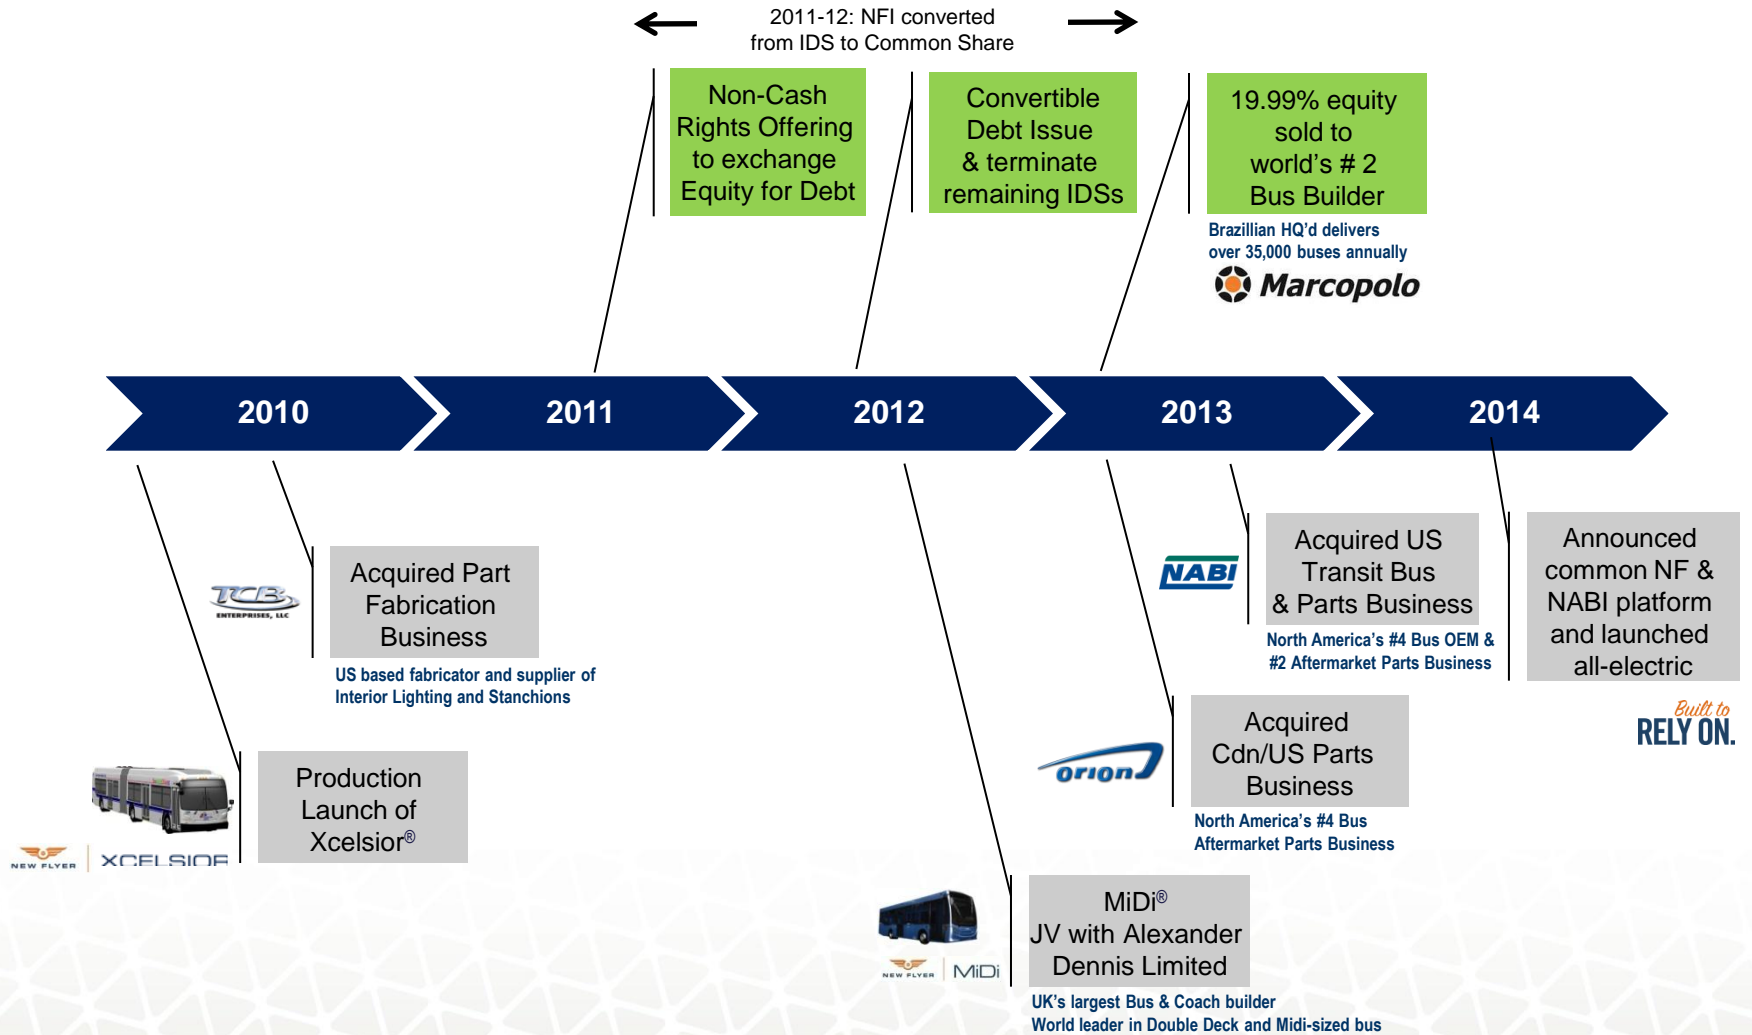 2011-12: NFI converted
from IDS to Common Share
Non-Cash
Rights Offering
to exchange
Equity for Debt
Convertible
Debt Issue
& terminate
remaining IDSs
19.99% equity
sold to
world's # 2
Bus Builder
Brazillian HQ'd delivers
over 35,000 buses annually
Marcopolo
2010
2011
2012
2013
2014
TCB
ENTERPRISES, LLC
Acquired Part
Fabrication
Business
US based fabricator and supplier of
Interior Lighting and Stanchions
NABI
Acquired US
Transit Bus
& Parts Business
North America's #4 Bus OEM &
#2 Aftermarket Parts Business
Announced
common NF &
NABI platform
and launched
all-electric
Built to
RELY ON.
Production
Launch of
Xcelsior®
NEW FLYER
XCELSIOR
orion
Acquired
Cdn/US Parts
Business
North America's #4 Bus
Aftermarket Parts Business
MiDi®
JV with Alexander
Dennis Limited
NEW FLYER
MiDi
UK's largest Bus & Coach builder
World leader in Double Deck and Midi-sized bus